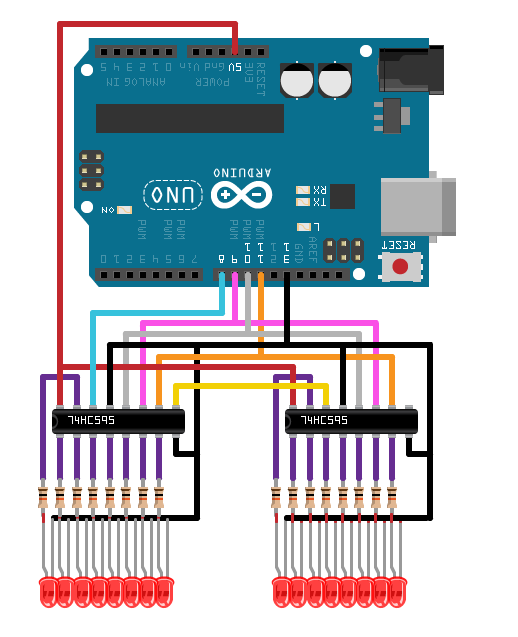 5 4 3 2 1 0 Vin Gnd 5V 3V3 RESET
ANALOG IN POWER
ARDUINO
UNO
RX
TX
ON
L
PWM PWM PWM PWM PWM PWM
RESET
0 1 2 3 4 5 6 7 8 9 10 11 12 13 GND AREF
74HC595 74HC595